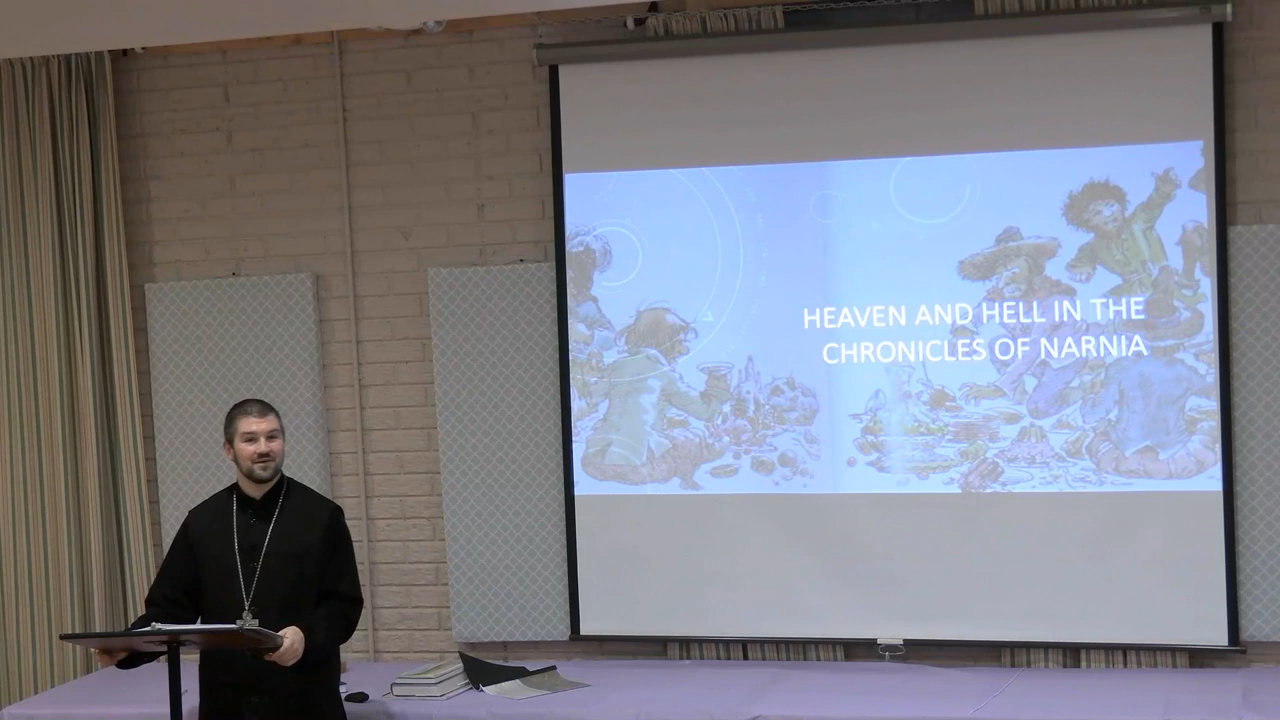 HEAVEN AND HELL IN THE
CHRONICLES OF NARNIA